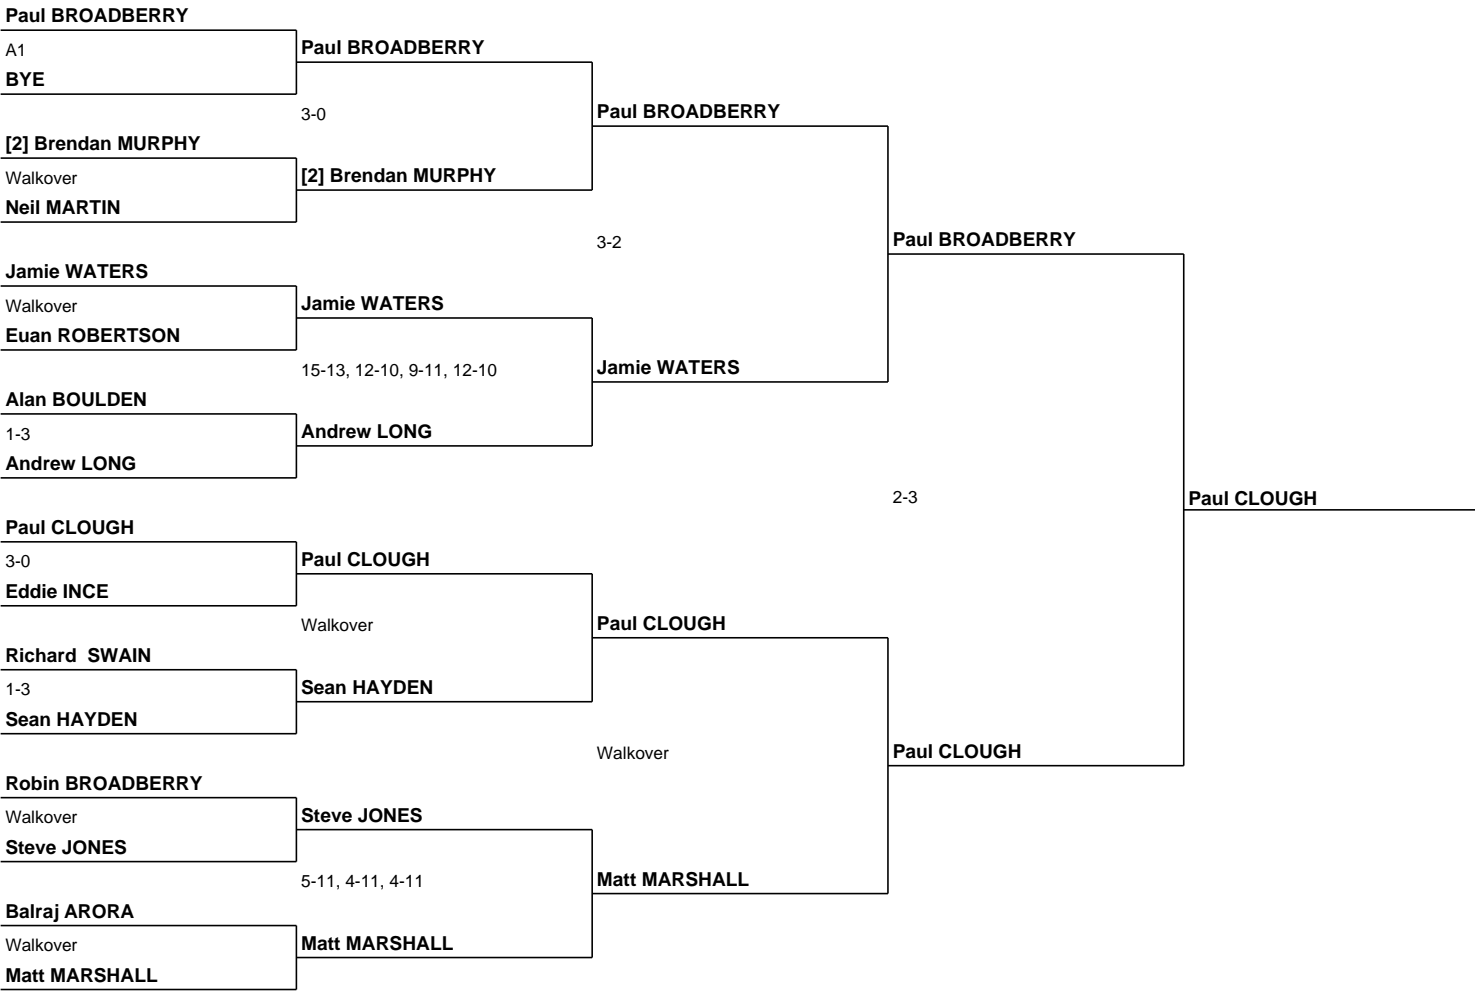 Paul BROADBERRY
A1
BYE
[2] Brendan MURPHY
Walkover
Neil MARTIN
Jamie WATERS
Walkover
Euan ROBERTSON
Alan BOULDEN
1-3
Andrew LONG
Paul CLOUGH
3-0
Eddie INCE
Richard  SWAIN
1-3
Sean HAYDEN
Robin BROADBERRY
Walkover
Steve JONES
Balraj ARORA
Walkover
Matt MARSHALL
Paul BROADBERRY
3-0
[2] Brendan MURPHY
Jamie WATERS
15-13, 12-10, 9-11, 12-10
Andrew LONG
Paul CLOUGH
Walkover
Sean HAYDEN
Steve JONES
5-11, 4-11, 4-11
Matt MARSHALL
Paul BROADBERRY
3-2
Jamie WATERS
Paul CLOUGH
Walkover
Matt MARSHALL
Paul BROADBERRY
2-3
Paul CLOUGH
Paul CLOUGH